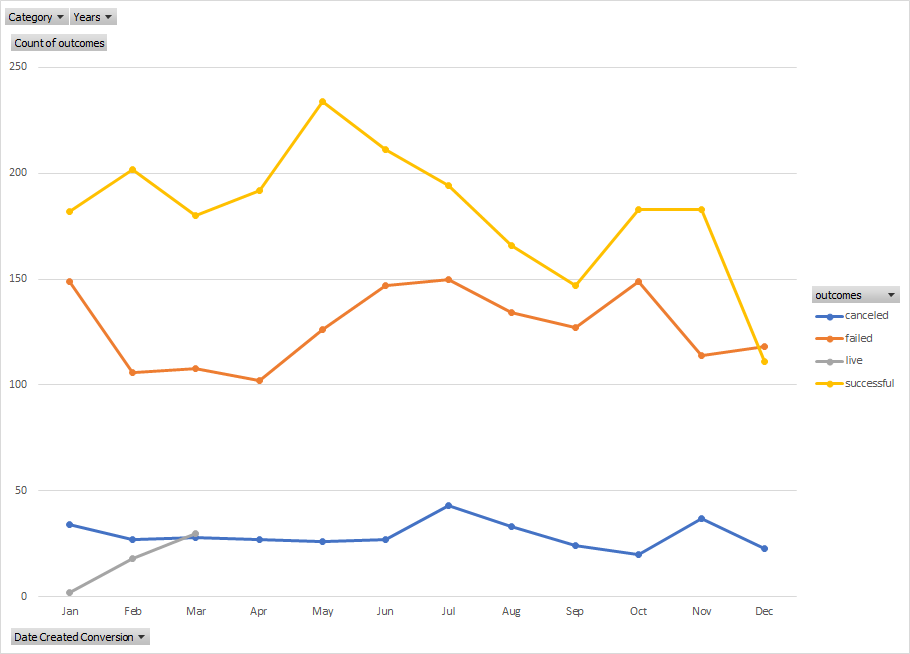 Category Years
Count of outcomes
250
200
150
100
50
0
Jan Feb Mar Apr May Jun Jul Aug Sep Oct Nov Dec
outcomes
canceled
failed
live
successful
Date Created Conversion